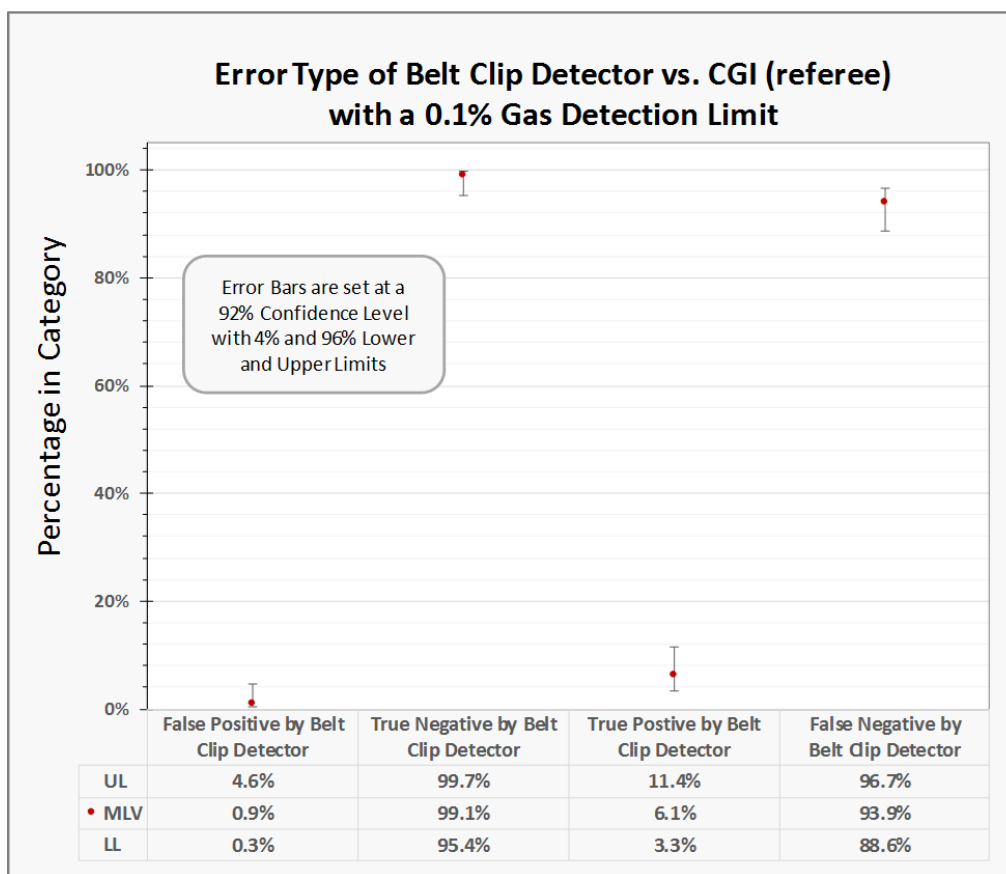 Error Type of Belt Clip Detector vs. CGI (referee)
with a 0.1% Gas Detection Limit
Percentage in Category
100%
80%
60%
40%
20%
0%
Error Bars are set at a
92% Confidence Level
with 4% and 96% Lower
and Upper Limits
False Positive by Belt
Clip Detector
True Negative by Belt
Clip Detector
True Postive by Belt
Clip Detector
False Negative by
Belt Clip Detector
UL 4.6% 99.7% 11.4% 96.7%
MLV 0.9% 99.1% 6.1% 93.9%
LL 0.3% 95.4% 3.3% 88.6%